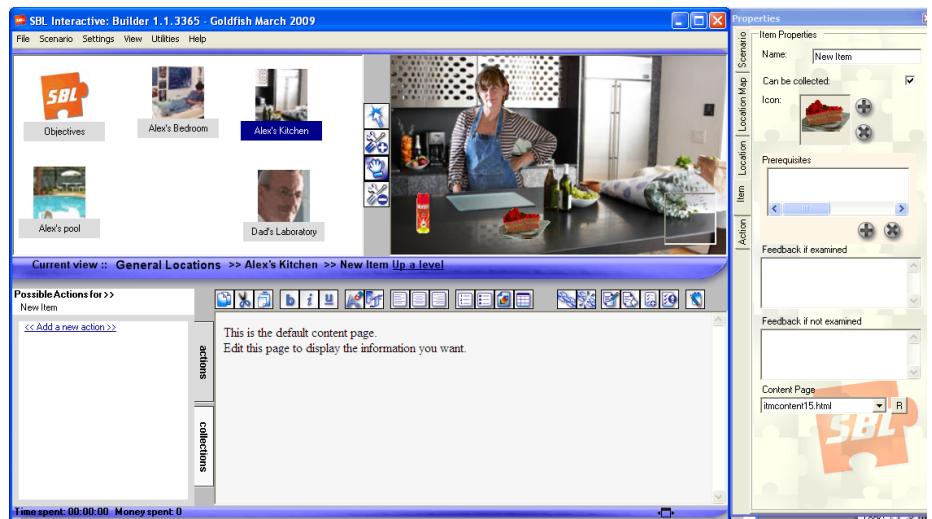 SBL Interactive: Builder 1.1.3365 - Goldfish March 2009
File Scenario Settings View Utilities Help
SBL
Objectives
Alex's Bedroom
Alex's Kitchen
Alex's pool
Dad's Laboratory
Current view :: General Locations >> Alex's Kitchen >> New Item Up a level
Possible Actions for >>
New Item
<< Add a new action >>
actions
collections
b i u
This is the default content page.
Edit this page to display the information you want.
Time spent: 00:00:00 Money spent: 0
Properties
Scenario
Location Map
Location
Item
Action
Item Properties
Name: New Item
Can be collected:
Icon:
Prerequisites
Feedback if examined
Feedback if not examined
Content Page
itmcontent15.html R
SBL